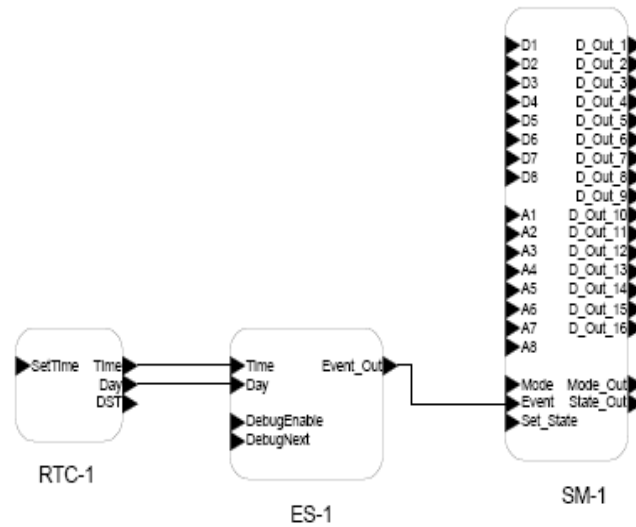 D1 D_Out_1
D2 D_Out_2
D3 D_Out_3
D4 D_Out_4
D5 D_Out_5
D6 D_Out_6
D7 D_Out_7
D8 D_Out_8
D_Out_9
A1 D_Out_10
A2 D_Out_11
A3 D_Out_12
A4 D_Out_13
A5 D_Out_14
A6 D_Out_15
A7 D_Out_16
A8
SetTime Time
Day
DST
RTC-1
Time Event_Out
Day
DebugEnable
DebugNext
ES-1
Mode Mode_Out
Event State_Out
Set_State
SM-1